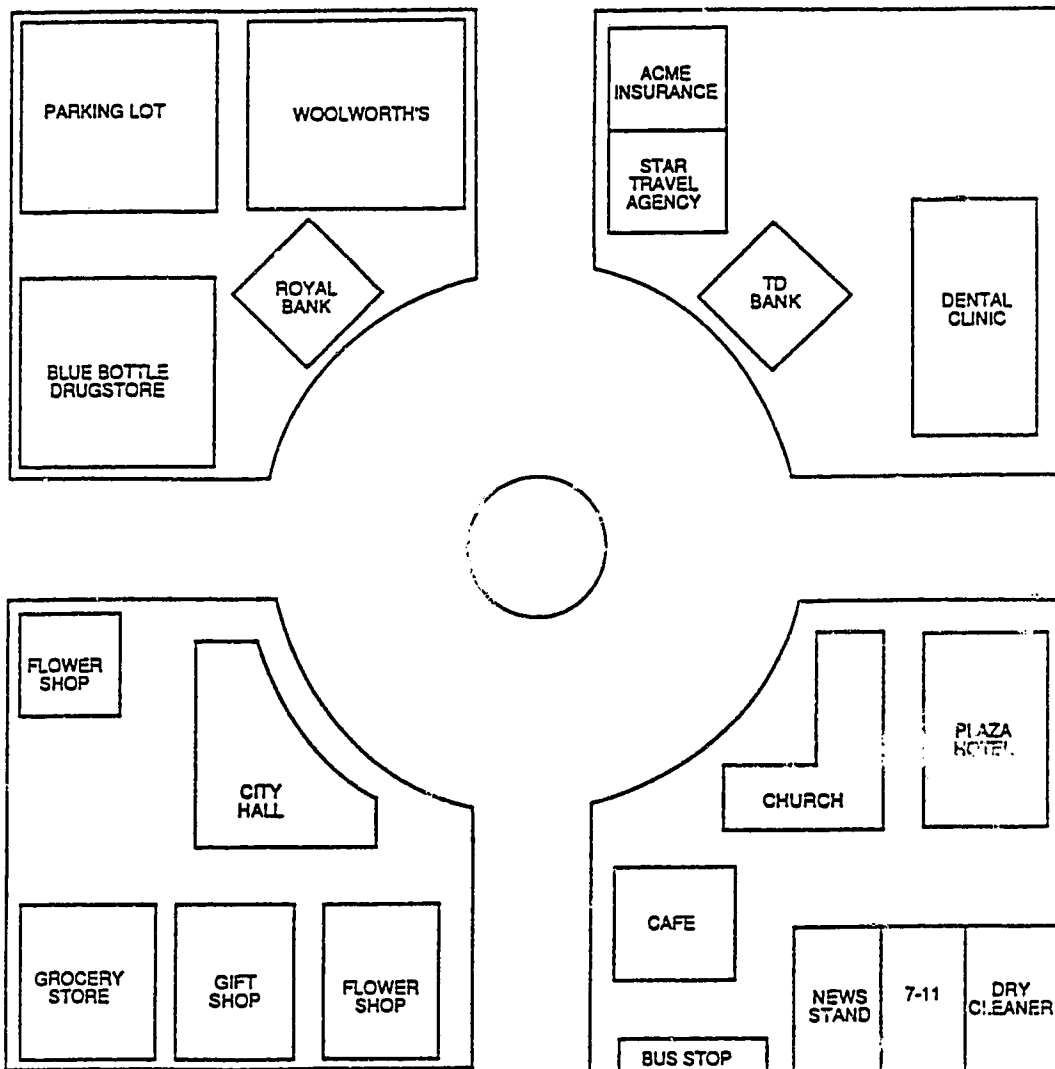 PARKING LOT
WOOLWORTH'S
ROYAL
BANK
BLUE BOTTLE
DRUGSTORE
ACME
INSURANCE
STAR
TRAVEL
AGENCY
TD
BANK
DENTAL
CLINIC
FLOWER
SHOP
CITY
HALL
GROCERY
STORE
GIFT
SHOP
FLOWER
SHOP
CHURCH
PLAZA
HOTEL
CAFE
NEWS
STAND
7-11
DRY
CLEANER
BUS STOP